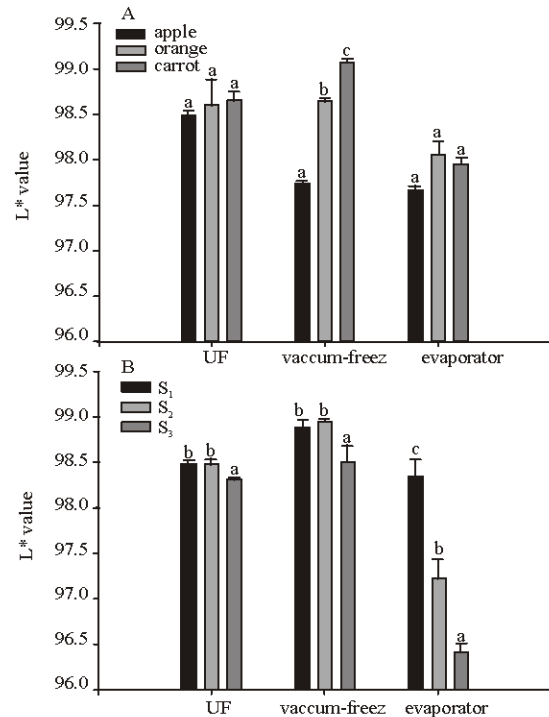 A
99.5
99.0
98.5
98.0
97.5
97.0
96.5
96.0
L* value
apple
orange
carrot
a a a
a b c
a a a
UF vaccum-freez evaporator
B
99.5
99.0
98.5
98.0
97.5
97.0
96.5
96.0
L* value
S₁
S₂
S₃
b b a
b b a
c b a
UF vaccum-freez evaporator